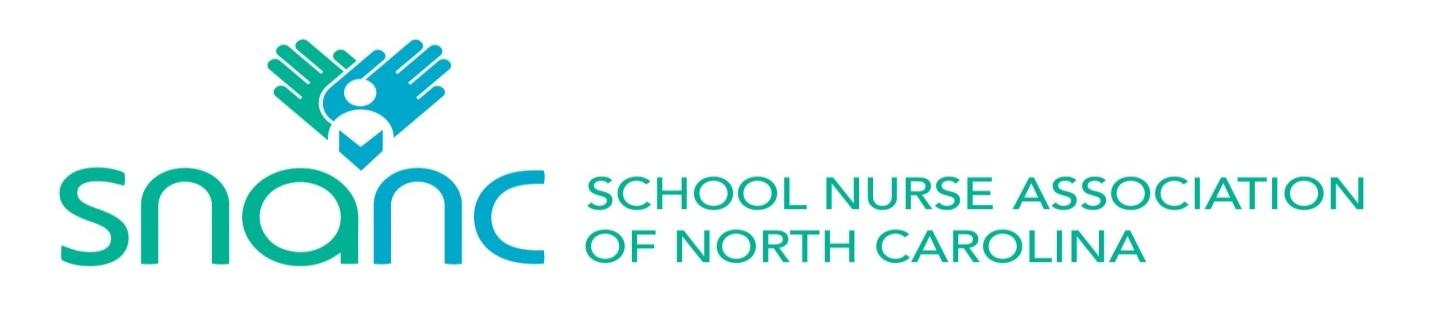 snanc
SCHOOL NURSE ASSOCIATION
OF NORTH CAROLINA